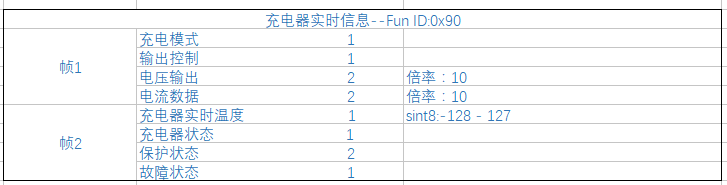 充电器实时信息--Fun ID:0x90
帧1
充电模式 1
输出控制 1
电压输出 2 倍率：10
电流数据 2 倍率：10
帧2
充电器实时温度 1 sint8:-128 - 127
充电器状态 1
保护状态 2
故障状态 1